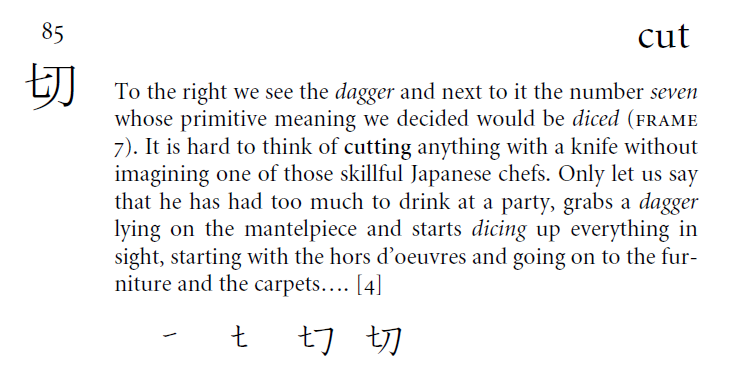 85 cut
切
To the right we see the dagger and next to it the number seven
whose primitive meaning we decided would be diced (FRAME
7). It is hard to think of cutting anything with a knife without
imagining one of those skillful Japanese chefs. Only let us say
that he has had too much to drink at a party, grabs a dagger
lying on the mantelpiece and starts dicing up everything in
sight, starting with the hors d’oeuvres and going on to the fur-
niture and the carpets…. [4]
㇀ 七 切